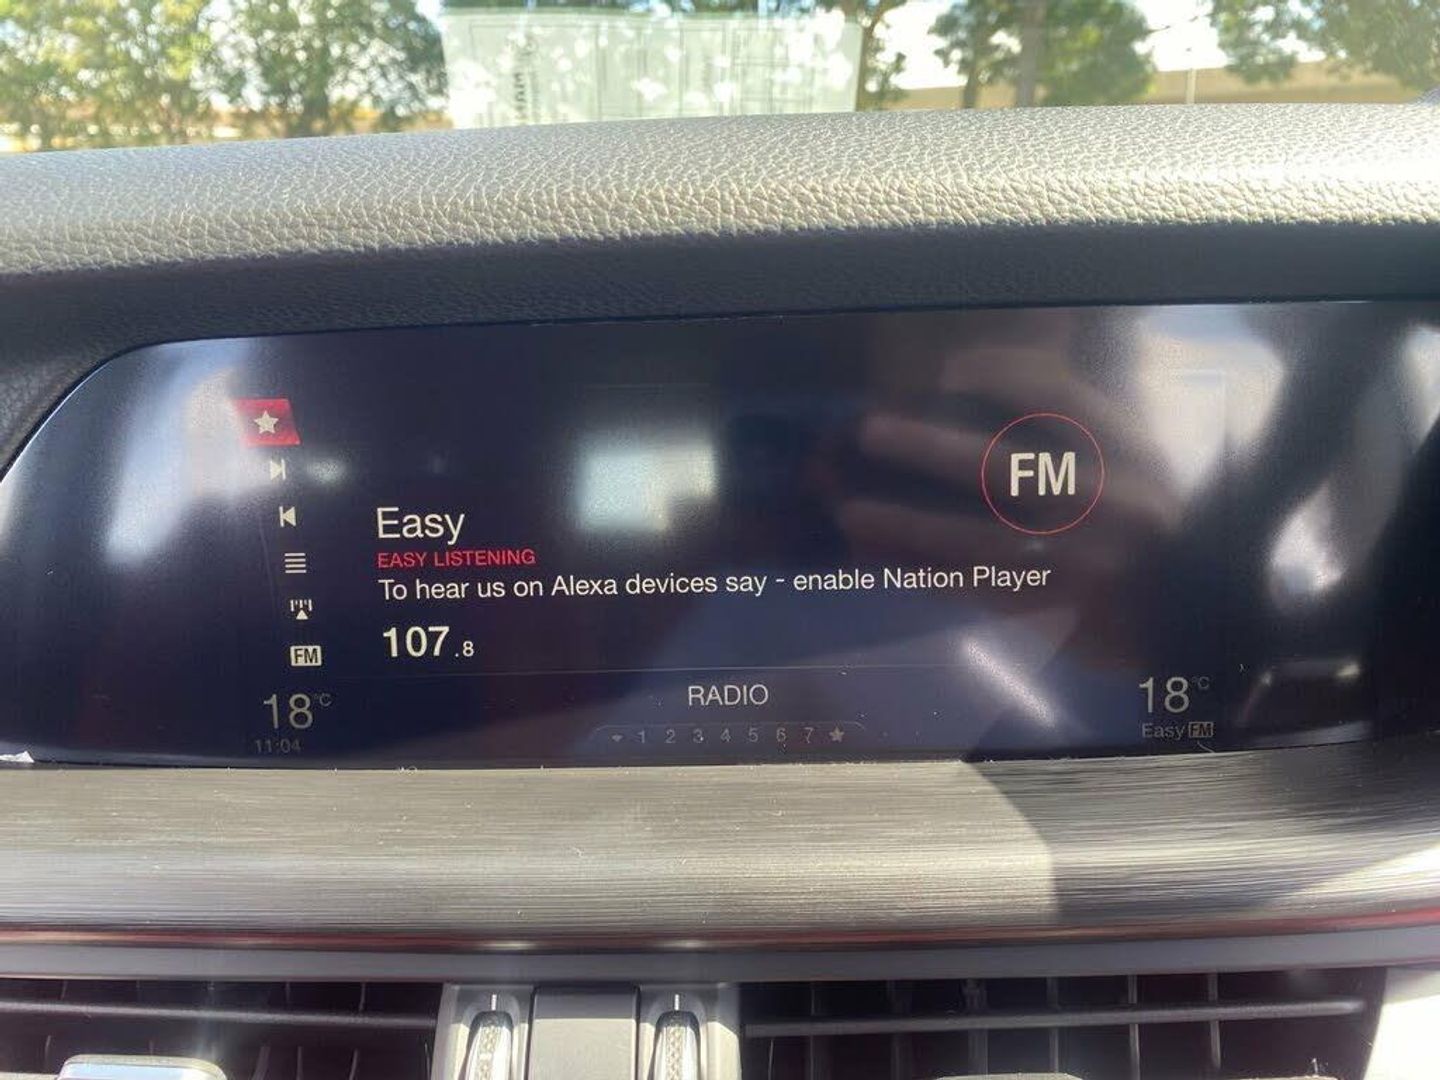 FM
Easy
EASY LISTENING
To hear us on Alexa devices say - enable Nation Player
107.8
FM
18°C
RADIO
18°C
11:04
1 2 3 4 5 6 7
Easy FM